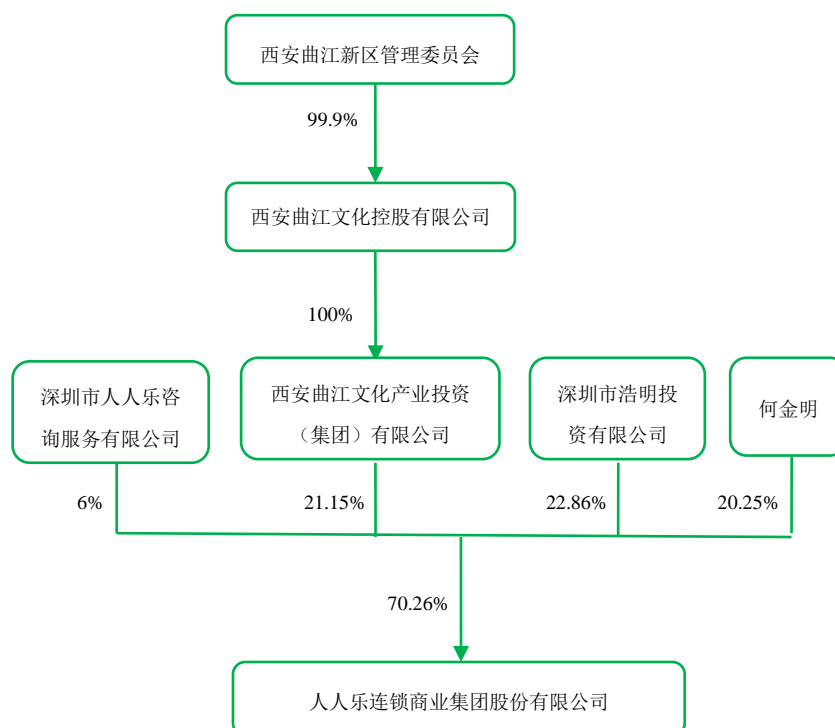 西安曲江新区管理委员会
99.9%
西安曲江文化控股有限公司
100%
深圳市人人乐咨
询服务有限公司
西安曲江文化产业投资
（集团）有限公司
深圳市浩明投
资有限公司
何金明
6%
21.15%
22.86%
20.25%
70.26%
人人乐连锁商业集团股份有限公司